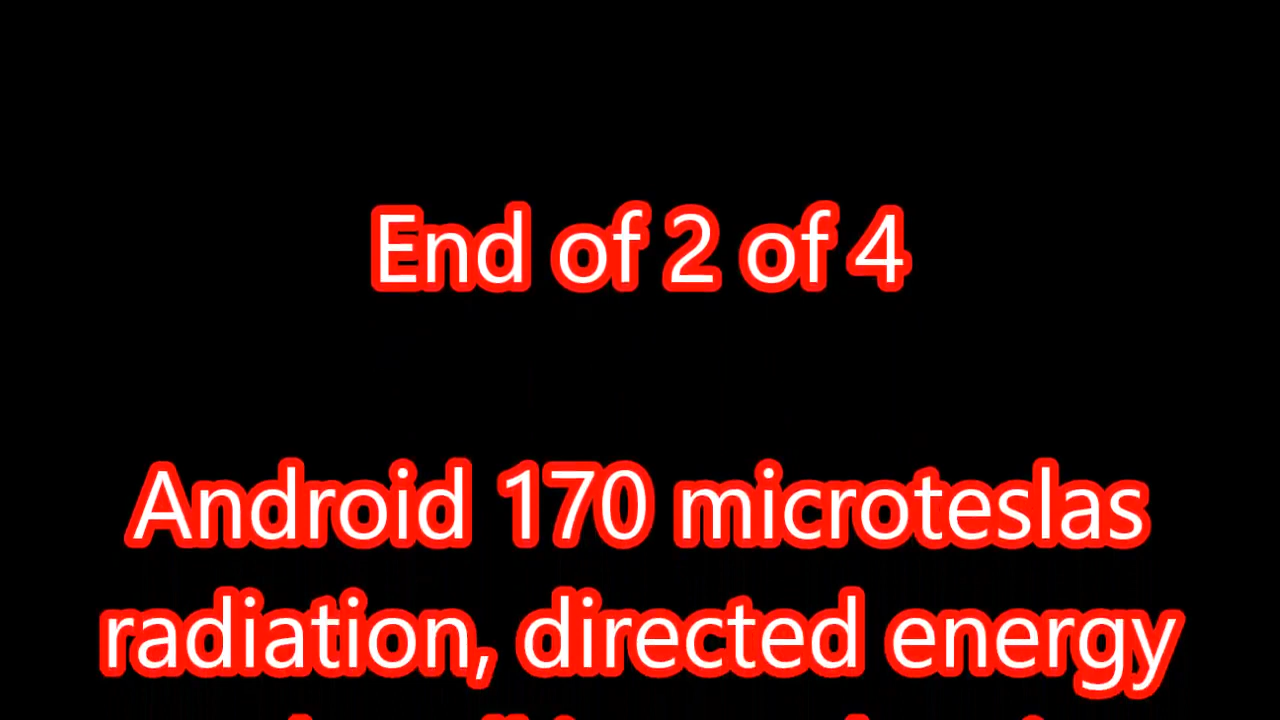 End of 2 of 4
Android 170 microteslas
radiation, directed energy